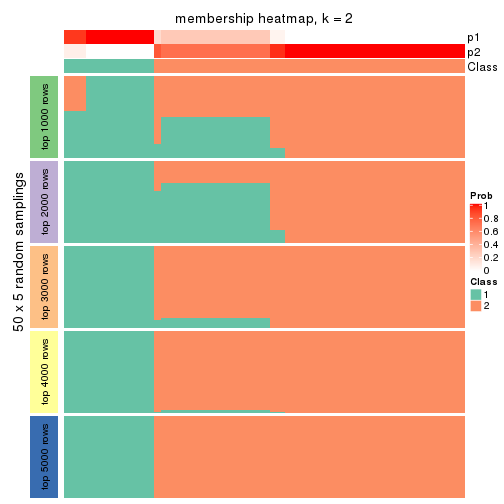 membership heatmap, k = 2
p1
p2
Class
50 x 5 random samplings
top 1000 rows
top 2000 rows
top 3000 rows
top 4000 rows
top 5000 rows
Prob
1
0.8
0.6
0.4
0.2
0
Class
1
2